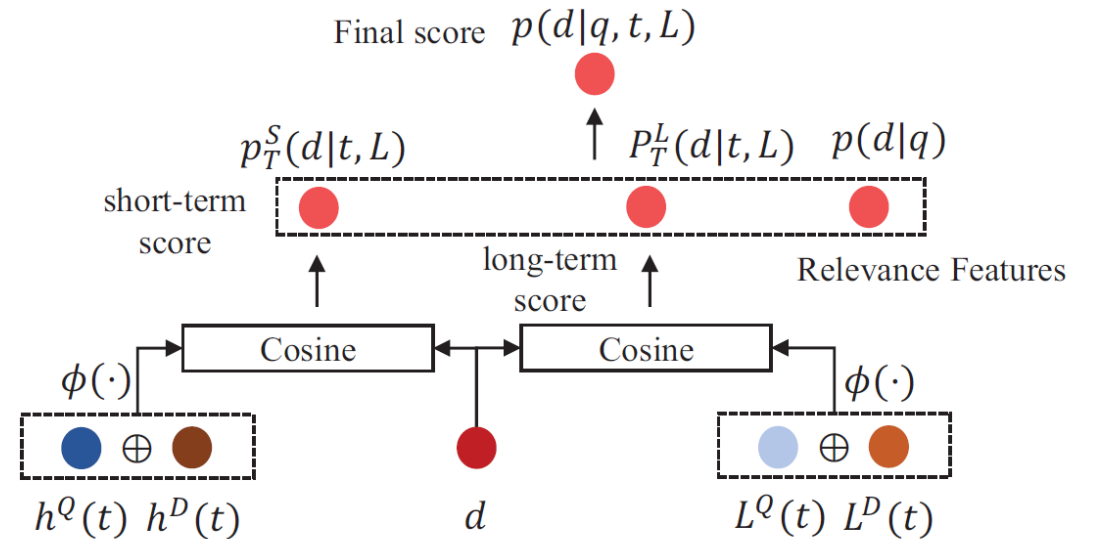 Final score p(d|q, t, L)
p_T^S(d|t, L) P_T^L(d|t, L) p(d|q)
short-term
score
long-term
score
Relevance Features
Cosine Cosine
ϕ(·) ϕ(·)
⊕ ⊕
h^Q(t) h^D(t) d L^Q(t) L^D(t)